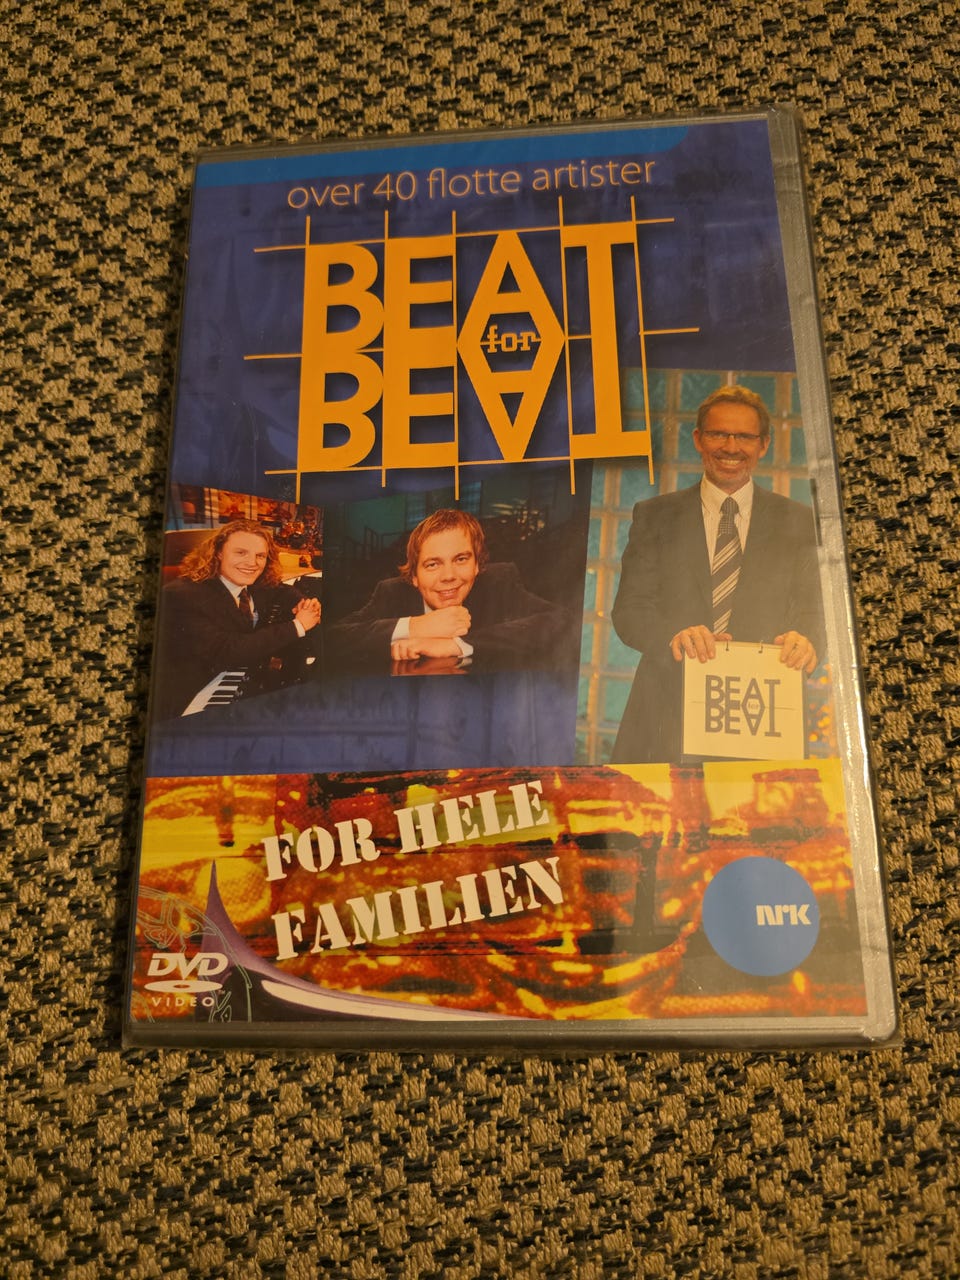 over 40 flotte artister
BEAT
for
BEAT
BEAT
BEAT
FOR HELE
FAMILIEN
NRK
DVD
VIDEO